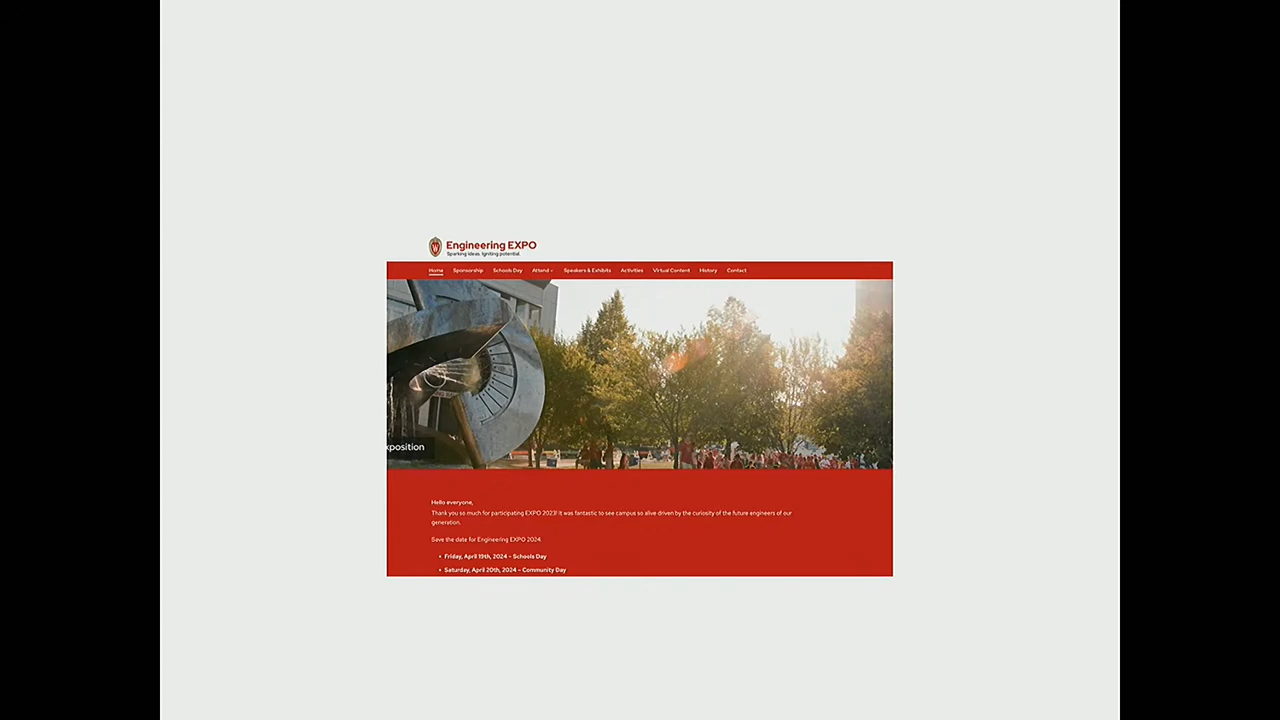 Engineering EXPO
Sparking Ideas. Igniting potential.
Home Sponsorship Schools Day Attend Speakers & Exhibits Activities Virtual Content History Contact
xposition
Hello everyone,
Thank you so much for participating EXPO 2023! It was fantastic to see campus so alive driven by the curiosity of the future engineers of our
generation.
Save the date for Engineering EXPO 2024.
• Friday, April 19th, 2024 – Schools Day
• Saturday, April 20th, 2024 – Community Day